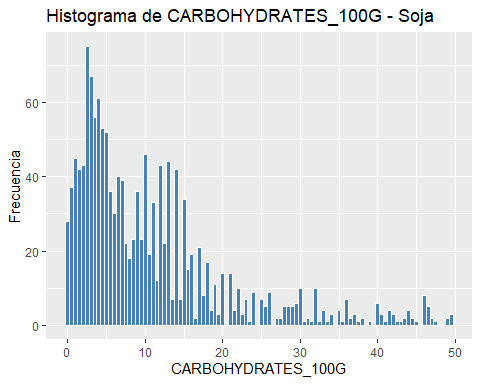 Histograma de CARBOHYDRATES_100G - Soja
Frecuencia
60
40
20
0
0 10 20 30 40 50
CARBOHYDRATES_100G